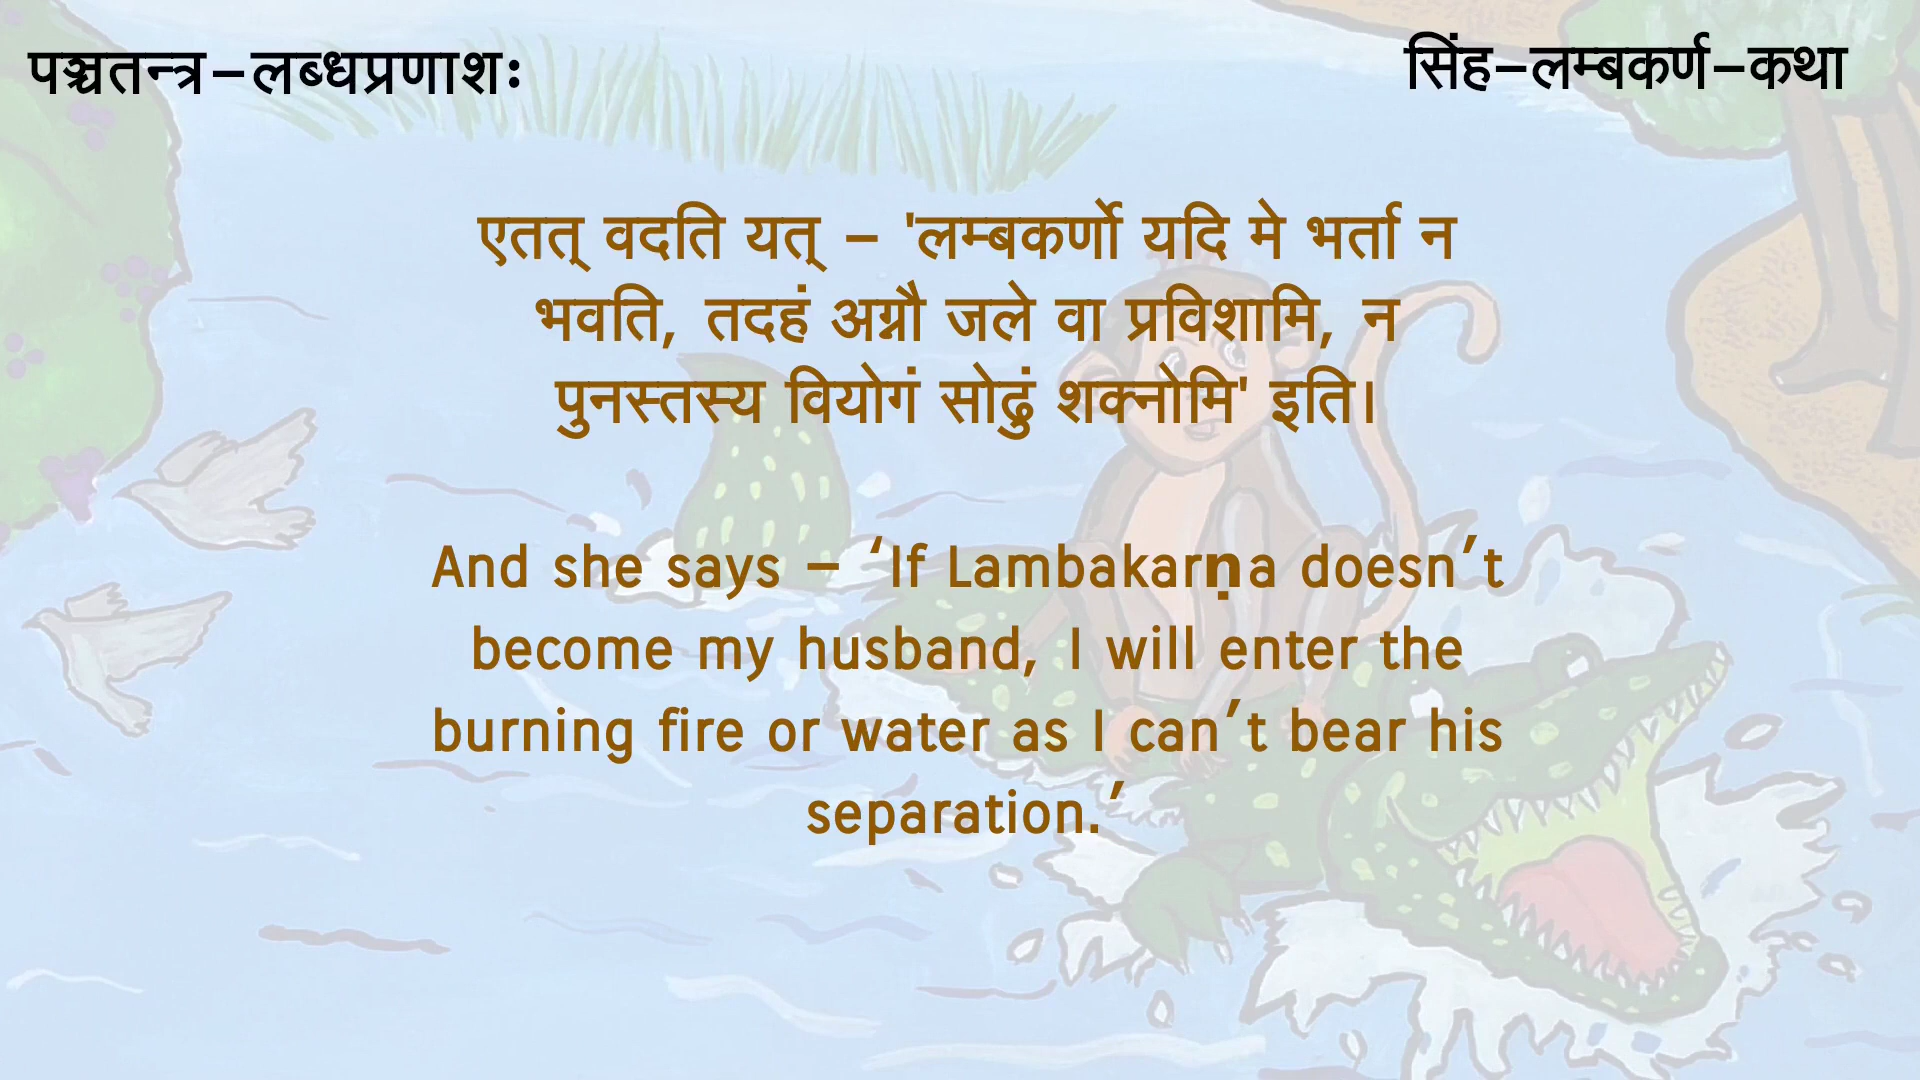 पञ्चतन्त्र-लब्धप्रणाशः
सिंह-लम्बकर्ण-कथा
एतत् वदति यत् - 'लम्बकर्णो यदि मे भर्ता न
भवति, तदहं अग्नौ जले वा प्रविशामि, न
पुनस्तस्य वियोगं सोढुं शक्नोमि' इति।
And she says - ‘If Lambakarṇa doesn’t
become my husband, I will enter the
burning fire or water as I can’t bear his
separation.’